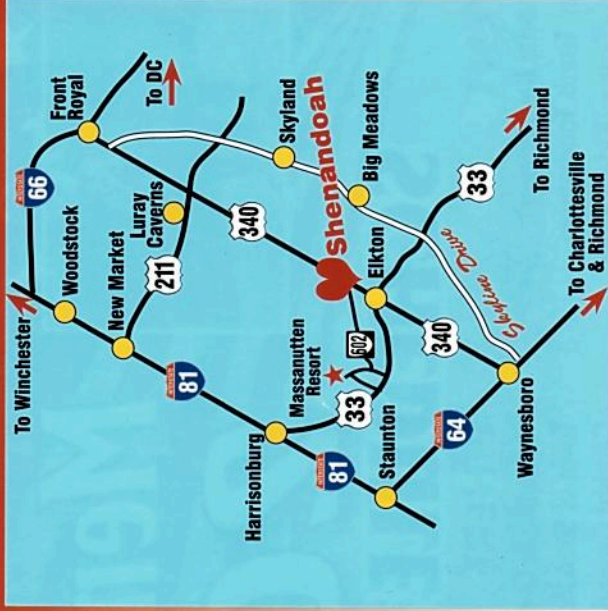 To Winchester
66
Woodstock
Front
Royal
New Market
To DC
Luray
Caverns
211
81
340
Skyland
Harrisonburg
Massanutten
Resort
Shenandoah
602
33
Big Meadows
Elkton
81
Staunton
340
33
64
Skyline Drive
To Richmond
Waynesboro
To Charlottesville
& Richmond